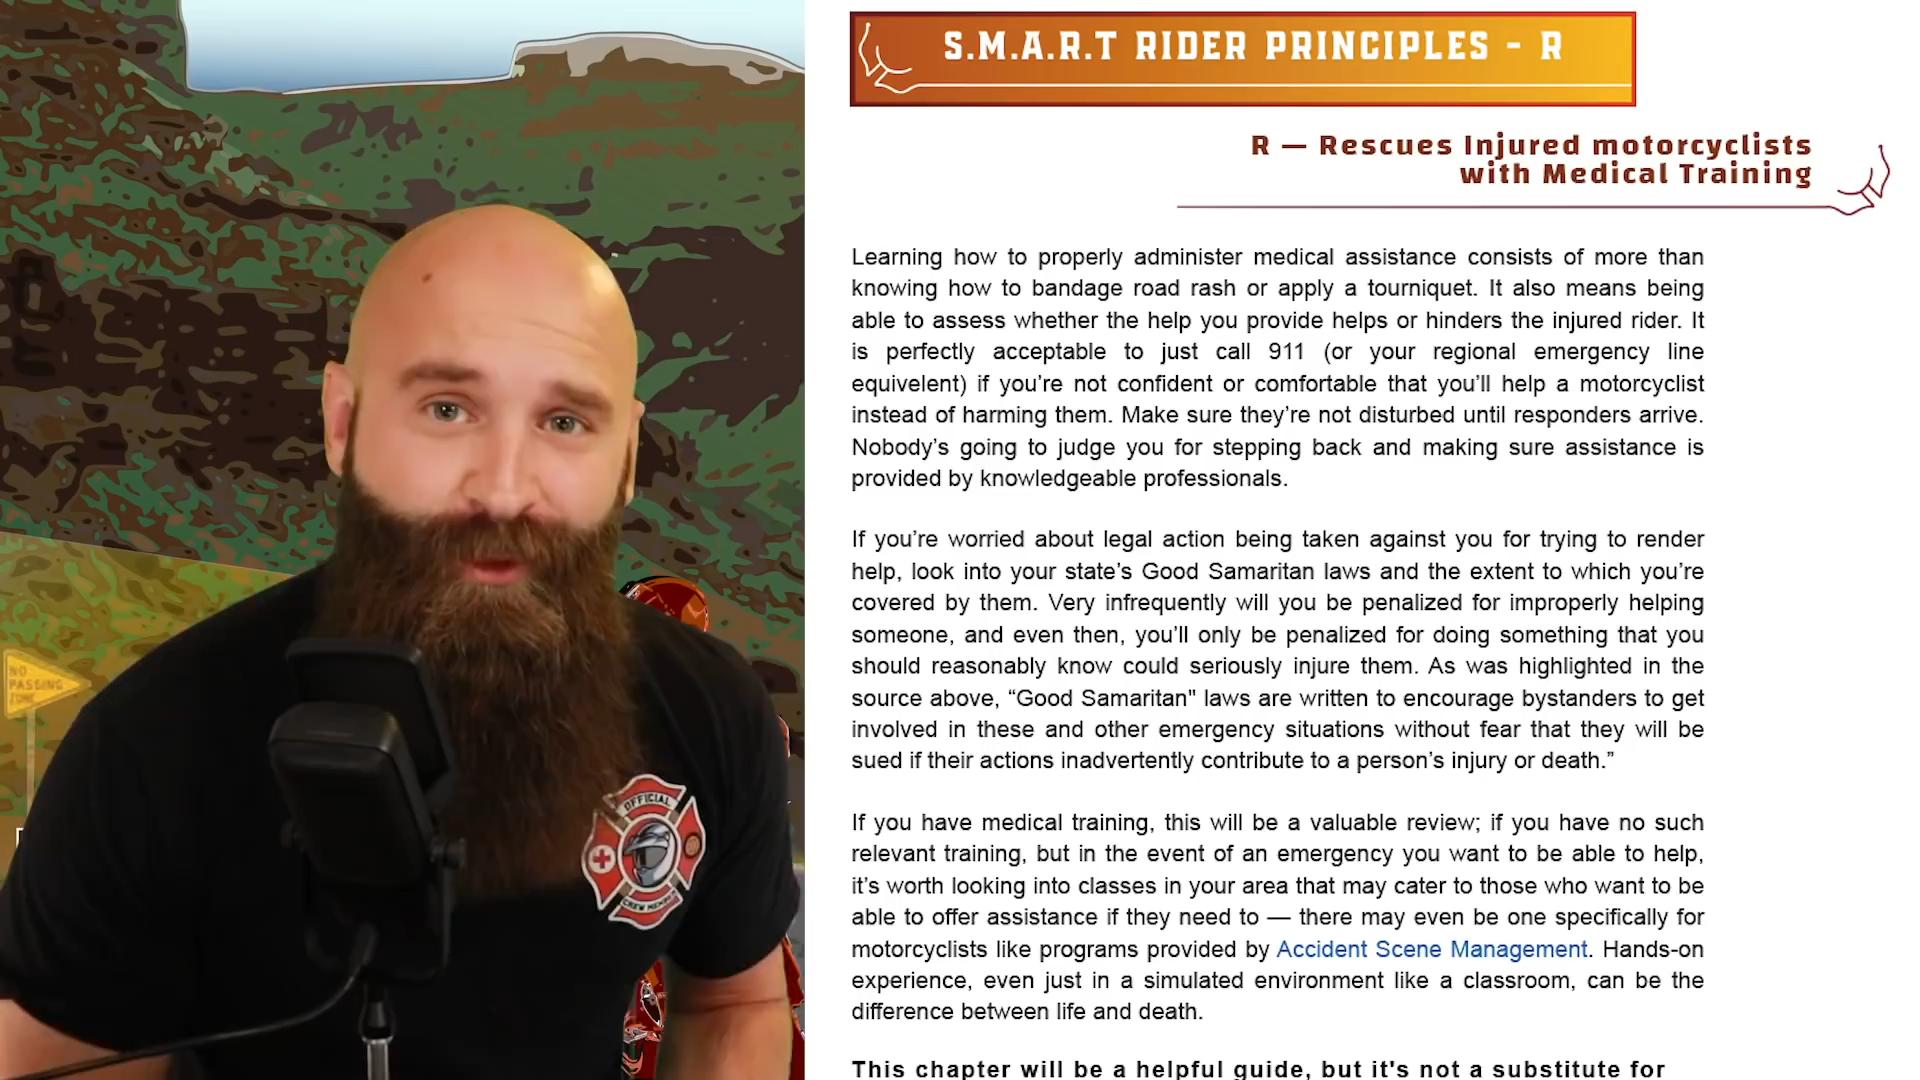 S.M.A.R.T RIDER PRINCIPLES - R
R — Rescues Injured motorcyclists
with Medical Training
Learning how to properly administer medical assistance consists of more than
knowing how to bandage road rash or apply a tourniquet. It also means being
able to assess whether the help you provide helps or hinders the injured rider. It
is perfectly acceptable to just call 911 (or your regional emergency line
equivelent) if you’re not confident or comfortable that you’ll help a motorcyclist
instead of harming them. Make sure they’re not disturbed until responders arrive.
Nobody’s going to judge you for stepping back and making sure assistance is
provided by knowledgeable professionals.
If you’re worried about legal action being taken against you for trying to render
help, look into your state’s Good Samaritan laws and the extent to which you’re
covered by them. Very infrequently will you be penalized for improperly helping
someone, and even then, you’ll only be penalized for doing something that you
should reasonably know could seriously injure them. As was highlighted in the
source above, “Good Samaritan" laws are written to encourage bystanders to get
involved in these and other emergency situations without fear that they will be
sued if their actions inadvertently contribute to a person’s injury or death.”
If you have medical training, this will be a valuable review; if you have no such
relevant training, but in the event of an emergency you want to be able to help,
it’s worth looking into classes in your area that may cater to those who want to be
able to offer assistance if they need to — there may even be one specifically for
motorcyclists like programs provided by Accident Scene Management. Hands-on
experience, even just in a simulated environment like a classroom, can be the
difference between life and death.
This chapter will be a helpful guide, but it's not a substitute for
NO
PASSING
ZONE
OFFICIAL
CREW MEMBER